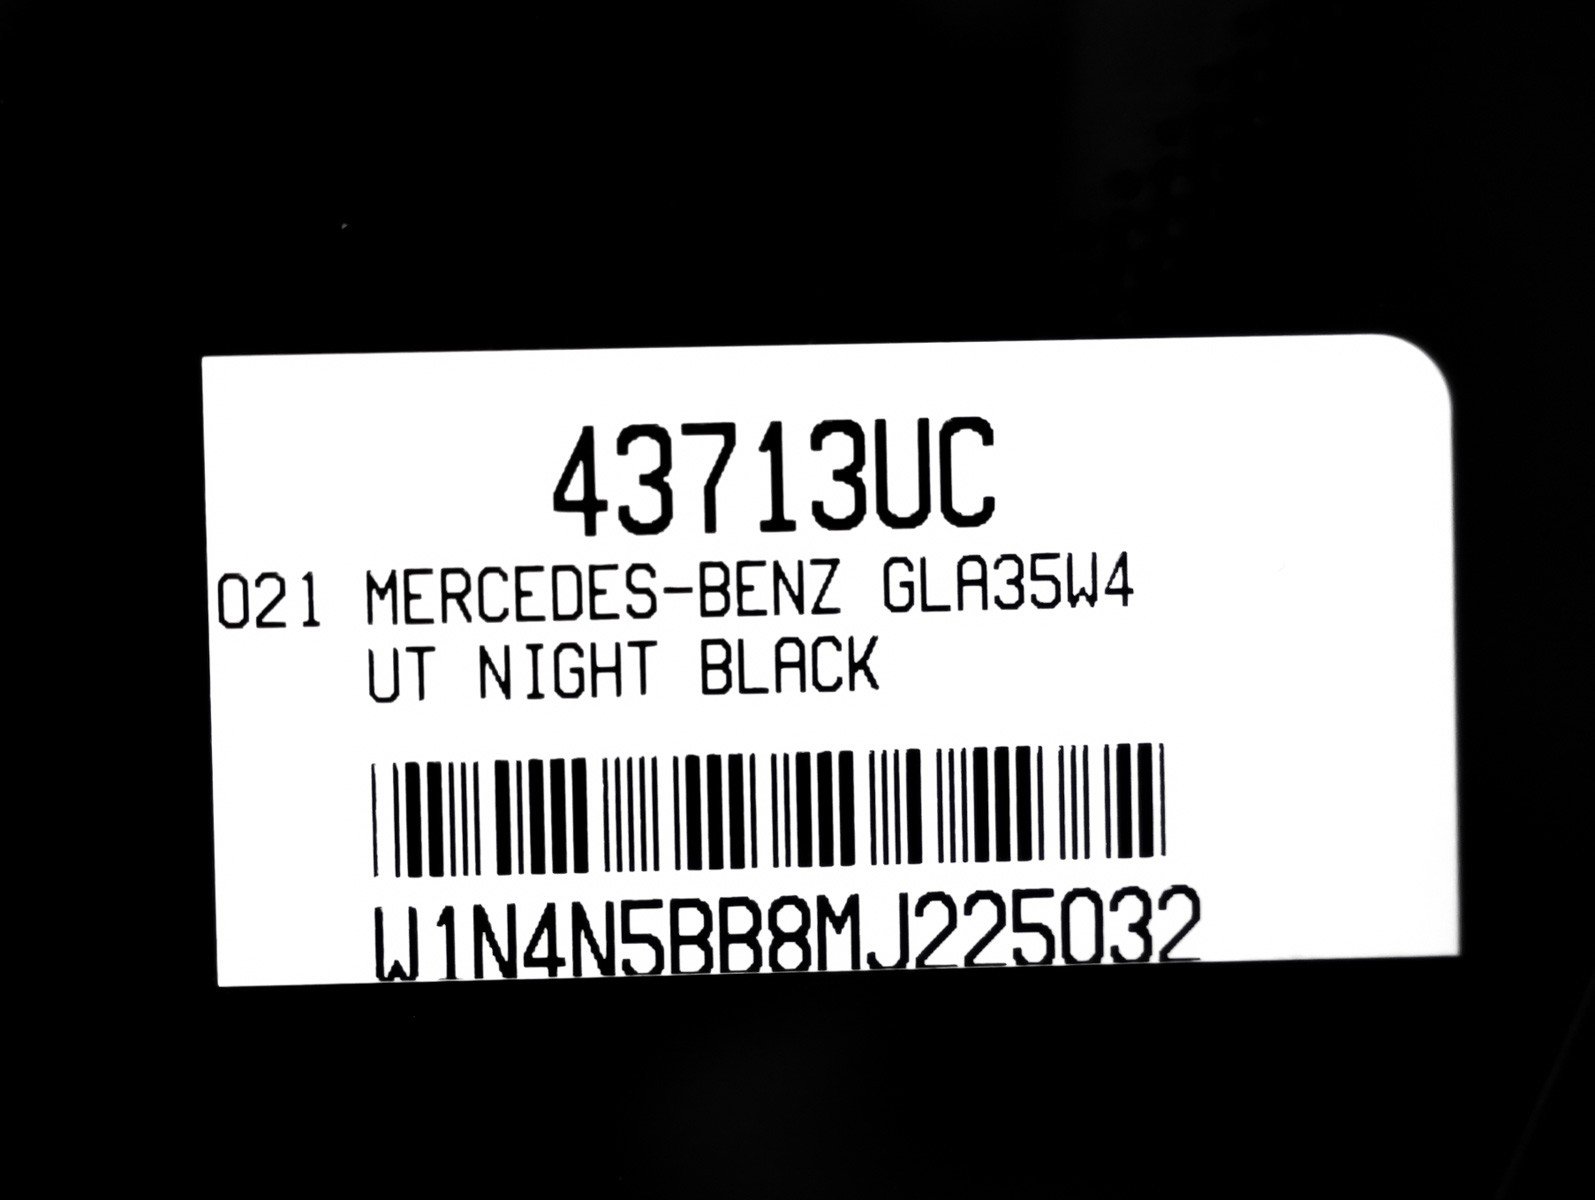 43713UC
021 MERCEDES-BENZ GLA35W4
UT NIGHT BLACK
W1N4N5BB8MJ225032